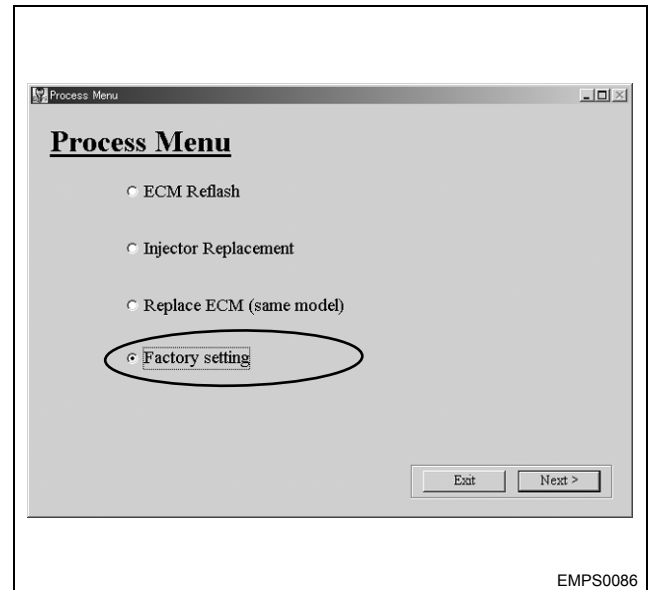 Process Menu
Process Menu
ECM Reflash
Injector Replacement
Replace ECM (same model)
Factory setting
Exit
Next >
EMPS0086